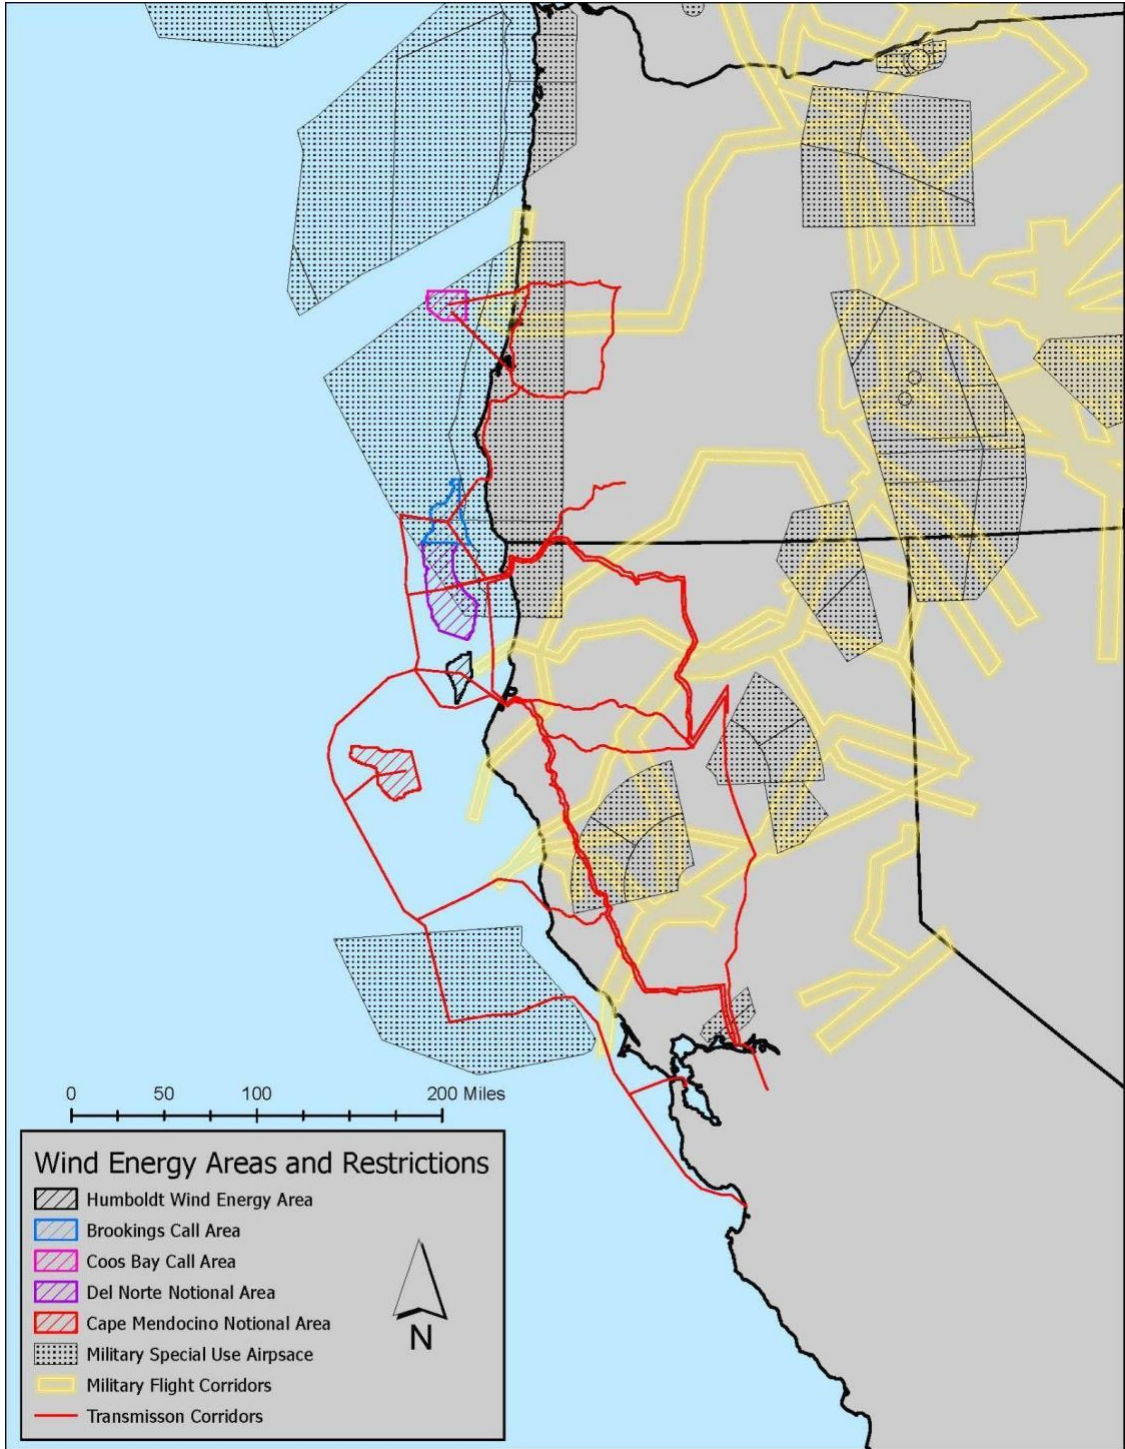 0 50 100 200 Miles
Wind Energy Areas and Restrictions
Humboldt Wind Energy Area
Brookings Call Area
Coos Bay Call Area
Del Norte Notional Area
Cape Mendocino Notional Area
Military Special Use Airpsace
Military Flight Corridors
Transmisson Corridors
N